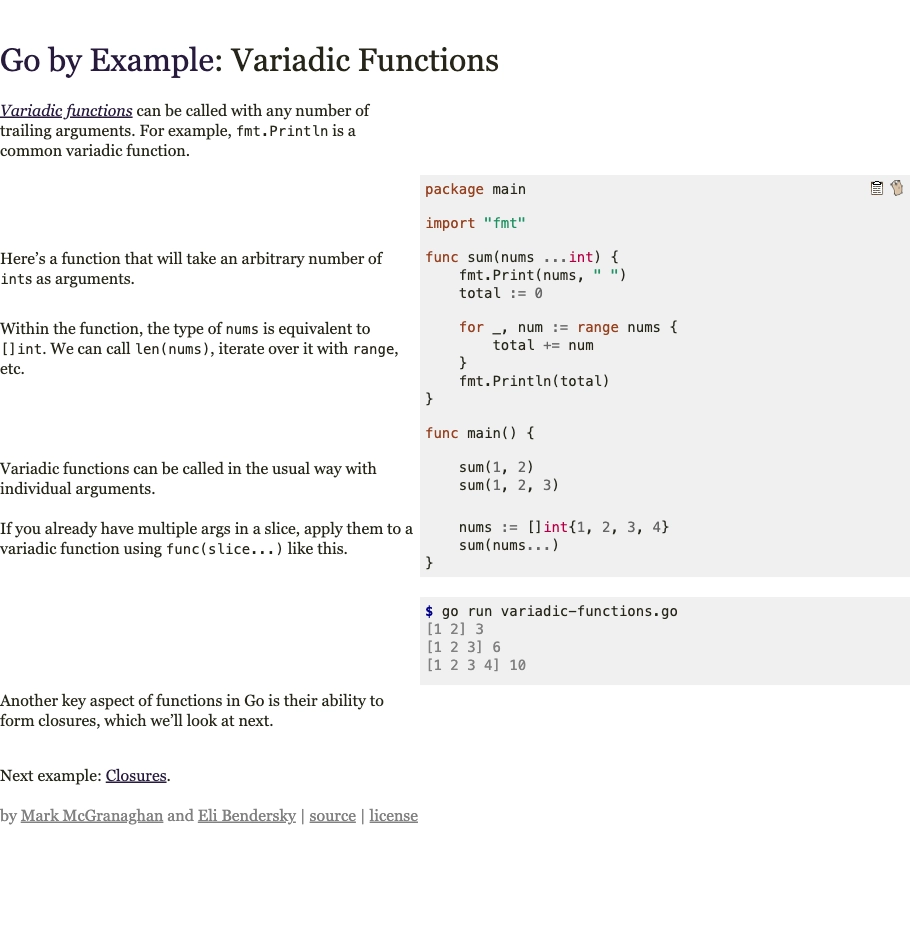 Go by Example: Variadic Functions
Variadic functions can be called with any number of
trailing arguments. For example, fmt.Println is a
common variadic function.
package main
import "fmt"
Here’s a function that will take an arbitrary number of
ints as arguments.
func sum(nums ...int) {
    fmt.Print(nums, " ")
    total := 0
Within the function, the type of nums is equivalent to
[]int. We can call len(nums), iterate over it with range,
etc.
    for _, num := range nums {
        total += num
    }
    fmt.Println(total)
}
func main() {
Variadic functions can be called in the usual way with
individual arguments.
    sum(1, 2)
    sum(1, 2, 3)
If you already have multiple args in a slice, apply them to a
variadic function using func(slice...) like this.
    nums := []int{1, 2, 3, 4}
    sum(nums...)
}
$ go run variadic-functions.go
[1 2] 3
[1 2 3] 6
[1 2 3 4] 10
Another key aspect of functions in Go is their ability to
form closures, which we’ll look at next.
Next example: Closures.
by Mark McGranaghan and Eli Bendersky | source | license